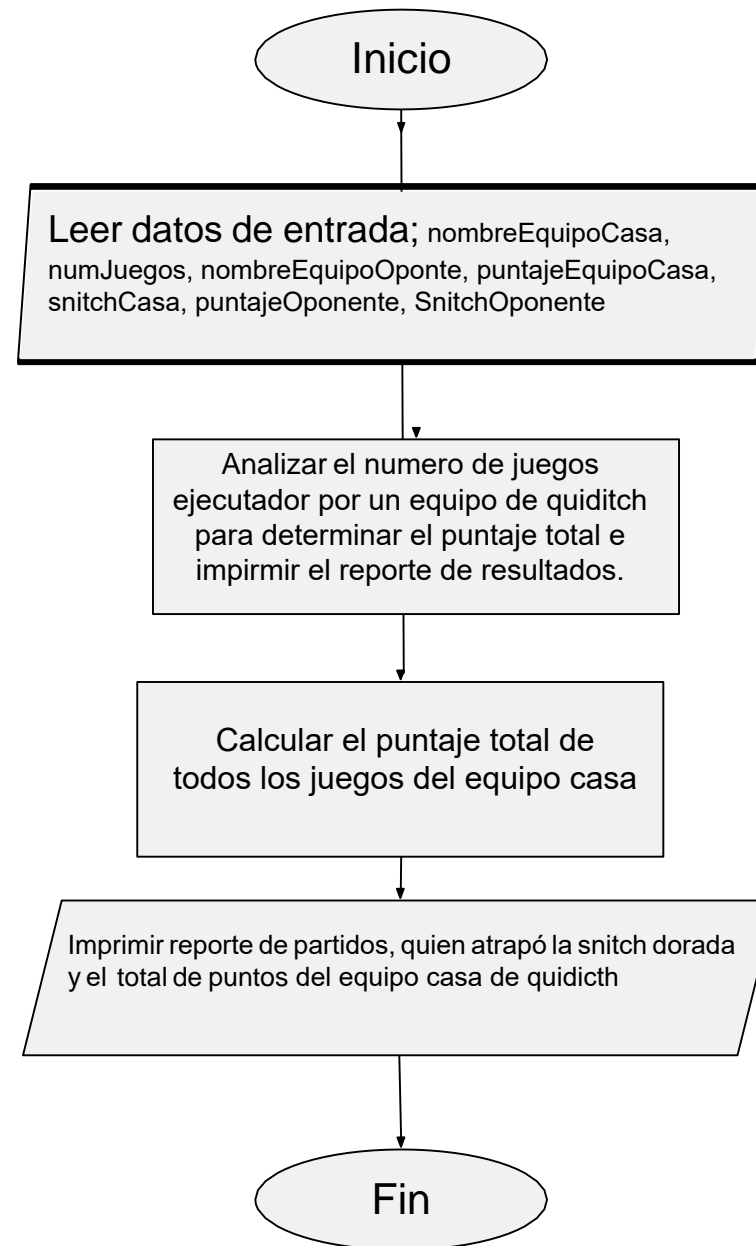 Inicio
Leer datos de entrada; nombreEquipoCasa,
numJuegos, nombreEquipoOponte, puntajeEquipoCasa,
snitchCasa, puntajeOponente, SnitchOponente
Analizar el numero de juegos
ejecutador por un equipo de quiditch
para determinar el puntaje total e
impirmir el reporte de resultados.
Calcular el puntaje total de
todos los juegos del equipo casa
Imprimir reporte de partidos, quien atrapó la snitch dorada
y el total de puntos del equipo casa de quidicth
Fin